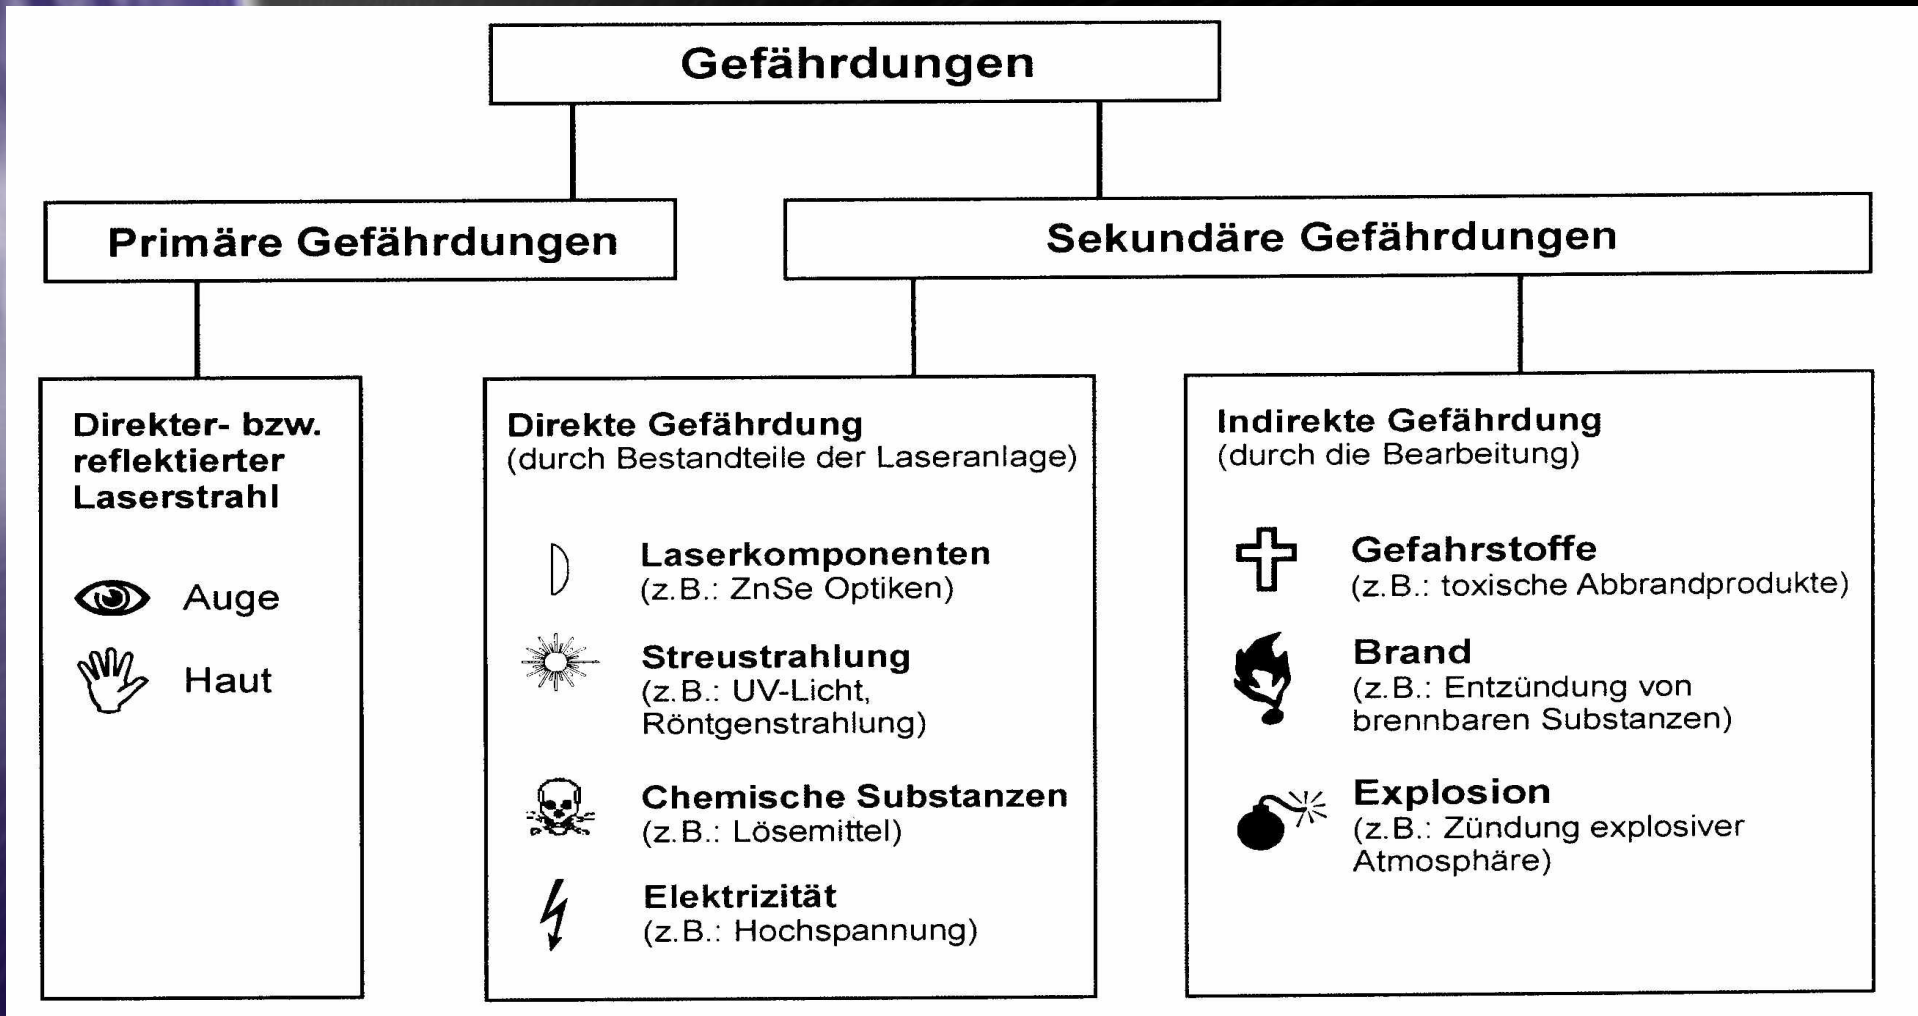 Gefährdungen
Primäre Gefährdungen
Sekundäre Gefährdungen
Direkter- bzw.
reflektierter
Laserstrahl
Auge
Haut
Direkte Gefährdung
(durch Bestandteile der Laseranlage)
Laserkomponenten
(z.B.: ZnSe Optiken)
Streustrahlung
(z.B.: UV-Licht,
Röntgenstrahlung)
Chemische Substanzen
(z.B.: Lösemittel)
Elektrizität
(z.B.: Hochspannung)
Indirekte Gefährdung
(durch die Bearbeitung)
Gefahrstoffe
(z.B.: toxische Abbrandprodukte)
Brand
(z.B.: Entzündung von
brennbaren Substanzen)
Explosion
(z.B.: Zündung explosiver
Atmosphäre)